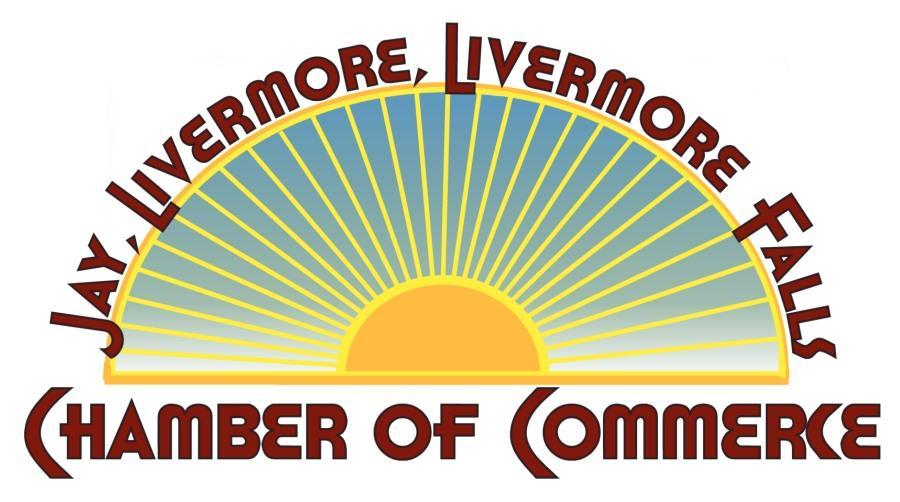 Jay, Livermore, Livermore Falls
Chamber of Commerce